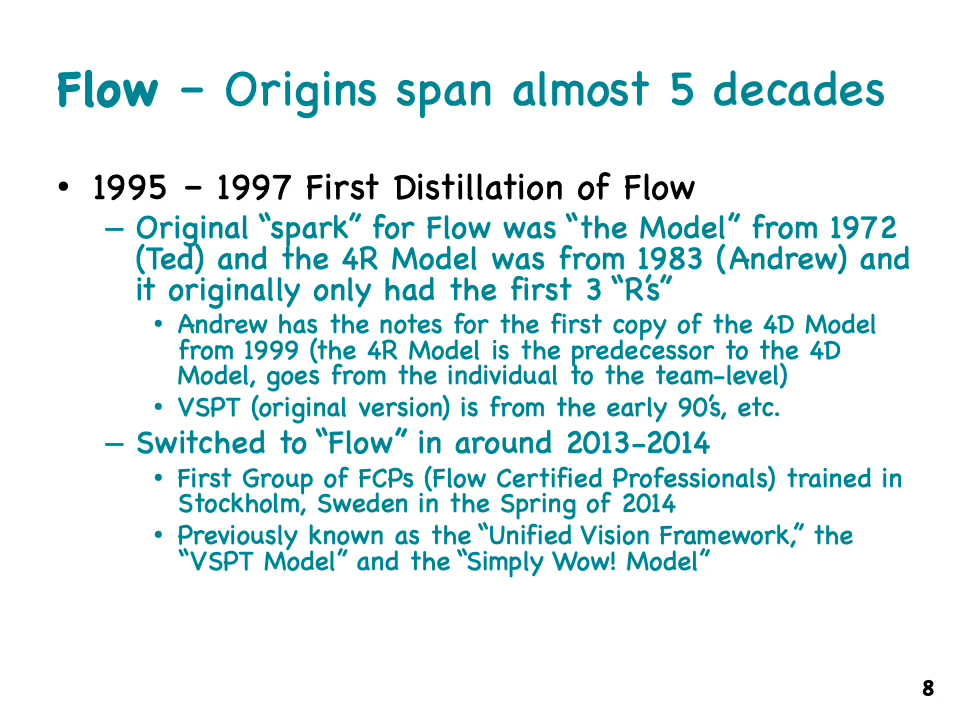 Flow – Origins span almost 5 decades
• 1995 – 1997 First Distillation of Flow
– Original “spark” for Flow was “the Model” from 1972
(Ted) and the 4R Model was from 1983 (Andrew) and
it originally only had the first 3 “R’s”
• Andrew has the notes for the first copy of the 4D Model
from 1999 (the 4R Model is the predecessor to the 4D
Model, goes from the individual to the team-level)
• VSPT (original version) is from the early 90’s, etc.
– Switched to “Flow” in around 2013-2014
• First Group of FCPs (Flow Certified Professionals) trained in
Stockholm, Sweden in the Spring of 2014
• Previously known as the “Unified Vision Framework,” the
“VSPT Model” and the “Simply Wow! Model”
8